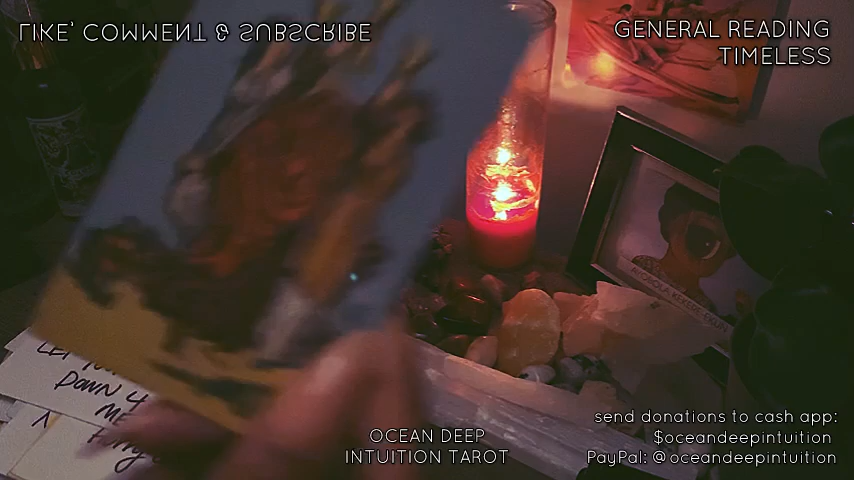 LIKE' COMMENT & SUBSCRIBE
GENERAL READING
TIMELESS
DOWN 4
ME
OCEAN DEEP
INTUITION TAROT
send donations to cash app:
$oceandeepintuition
PayPal: @oceandeepintuition